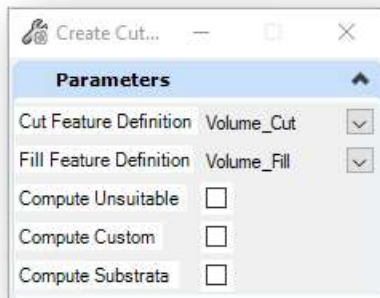 Create Cut...
Parameters
Cut Feature Definition Volume_Cut
Fill Feature Definition Volume_Fill
Compute Unsuitable
Compute Custom
Compute Substrata